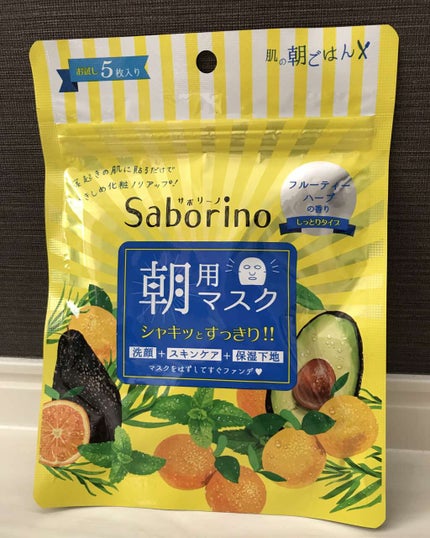 お試し 5枚入り
肌の朝ごはん
寝起きの肌に貼るだけで
ひきしめ化粧ノリアップ!
フルーティー
ハーブ
の香り
しっとりタイプ
サボリーノ
Saborino
朝用マスク
シャキッとすっきり!!
洗顔+スキンケア+保湿下地
マスクをはずしてすぐファンデ♥